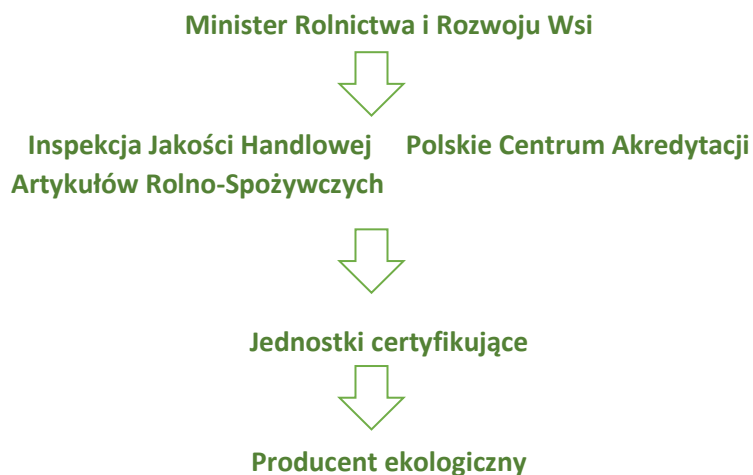 Minister Rolnictwa i Rozwoju Wsi
Inspekcja Jakości Handlowej Polskie Centrum Akredytacji
Artykułów Rolno-Spożywczych
Jednostki certyfikujące
Producent ekologiczny